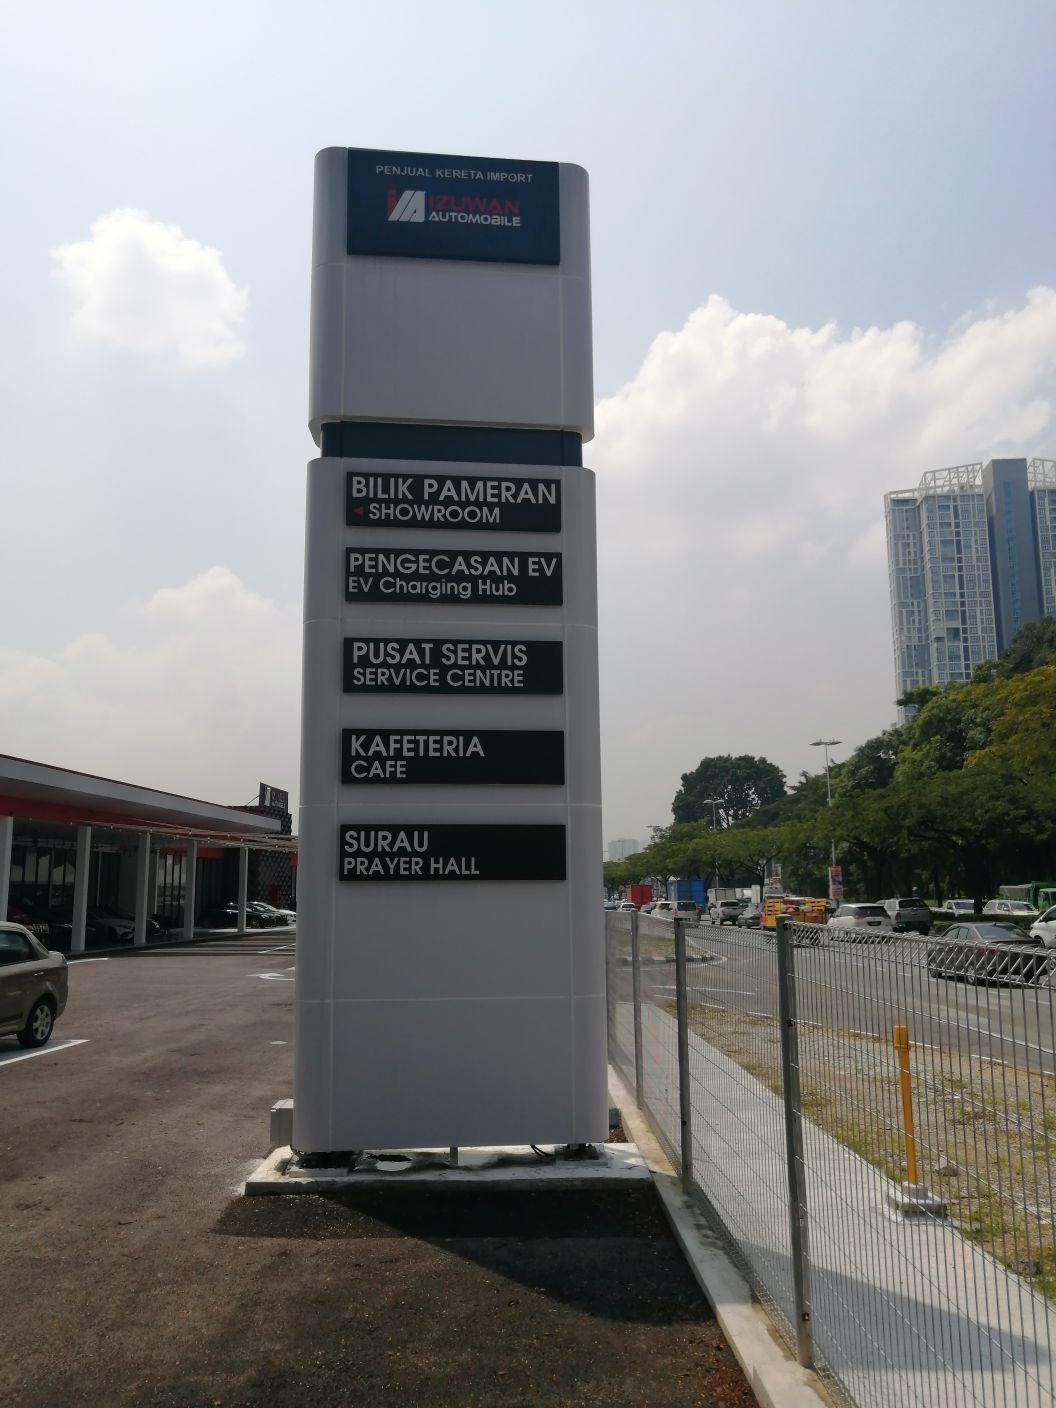 PENJUAL KERETA IMPORT
IZUWAN
AUTOMOBILE
BILIK PAMERAN
SHOWROOM
PENGECASAN EV
EV Charging Hub
PUSAT SERVIS
SERVICE CENTRE
KAFETERIA
CAFE
SURAU
PRAYER HALL